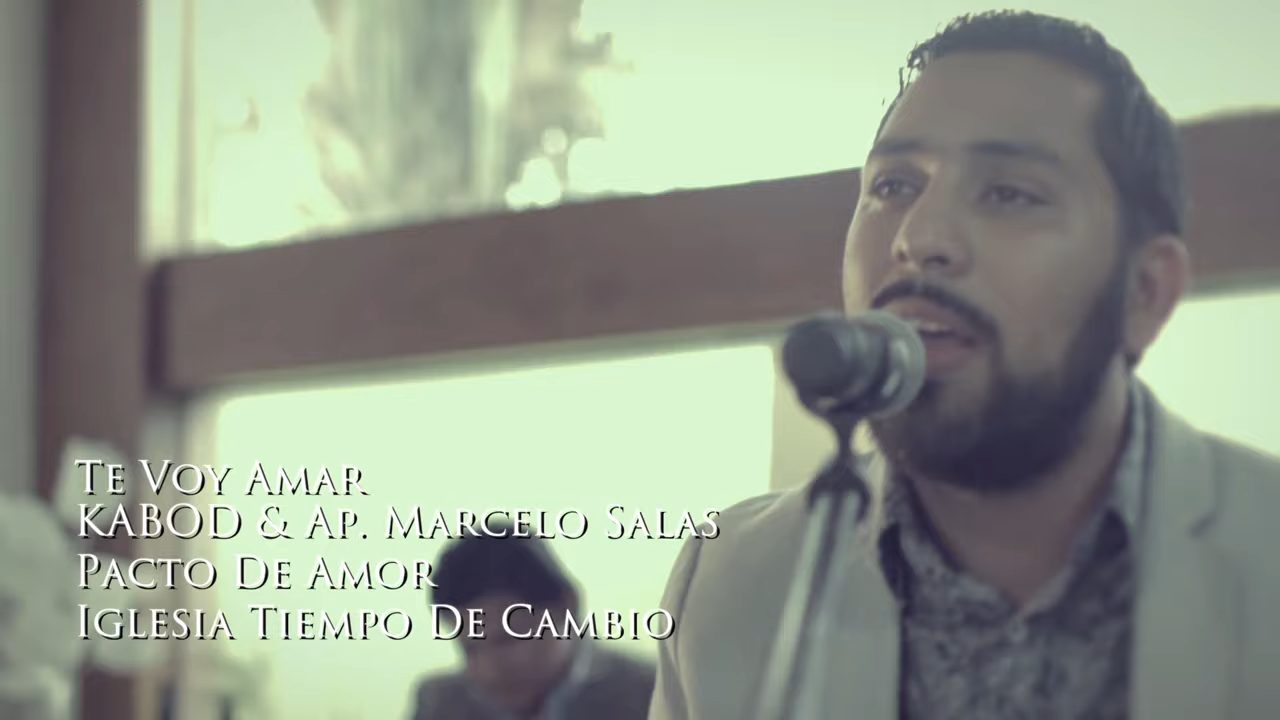 Te Voy Amar
KABOD & Ap. Marcelo Salas
Pacto De Amor
Iglesia Tiempo De Cambio